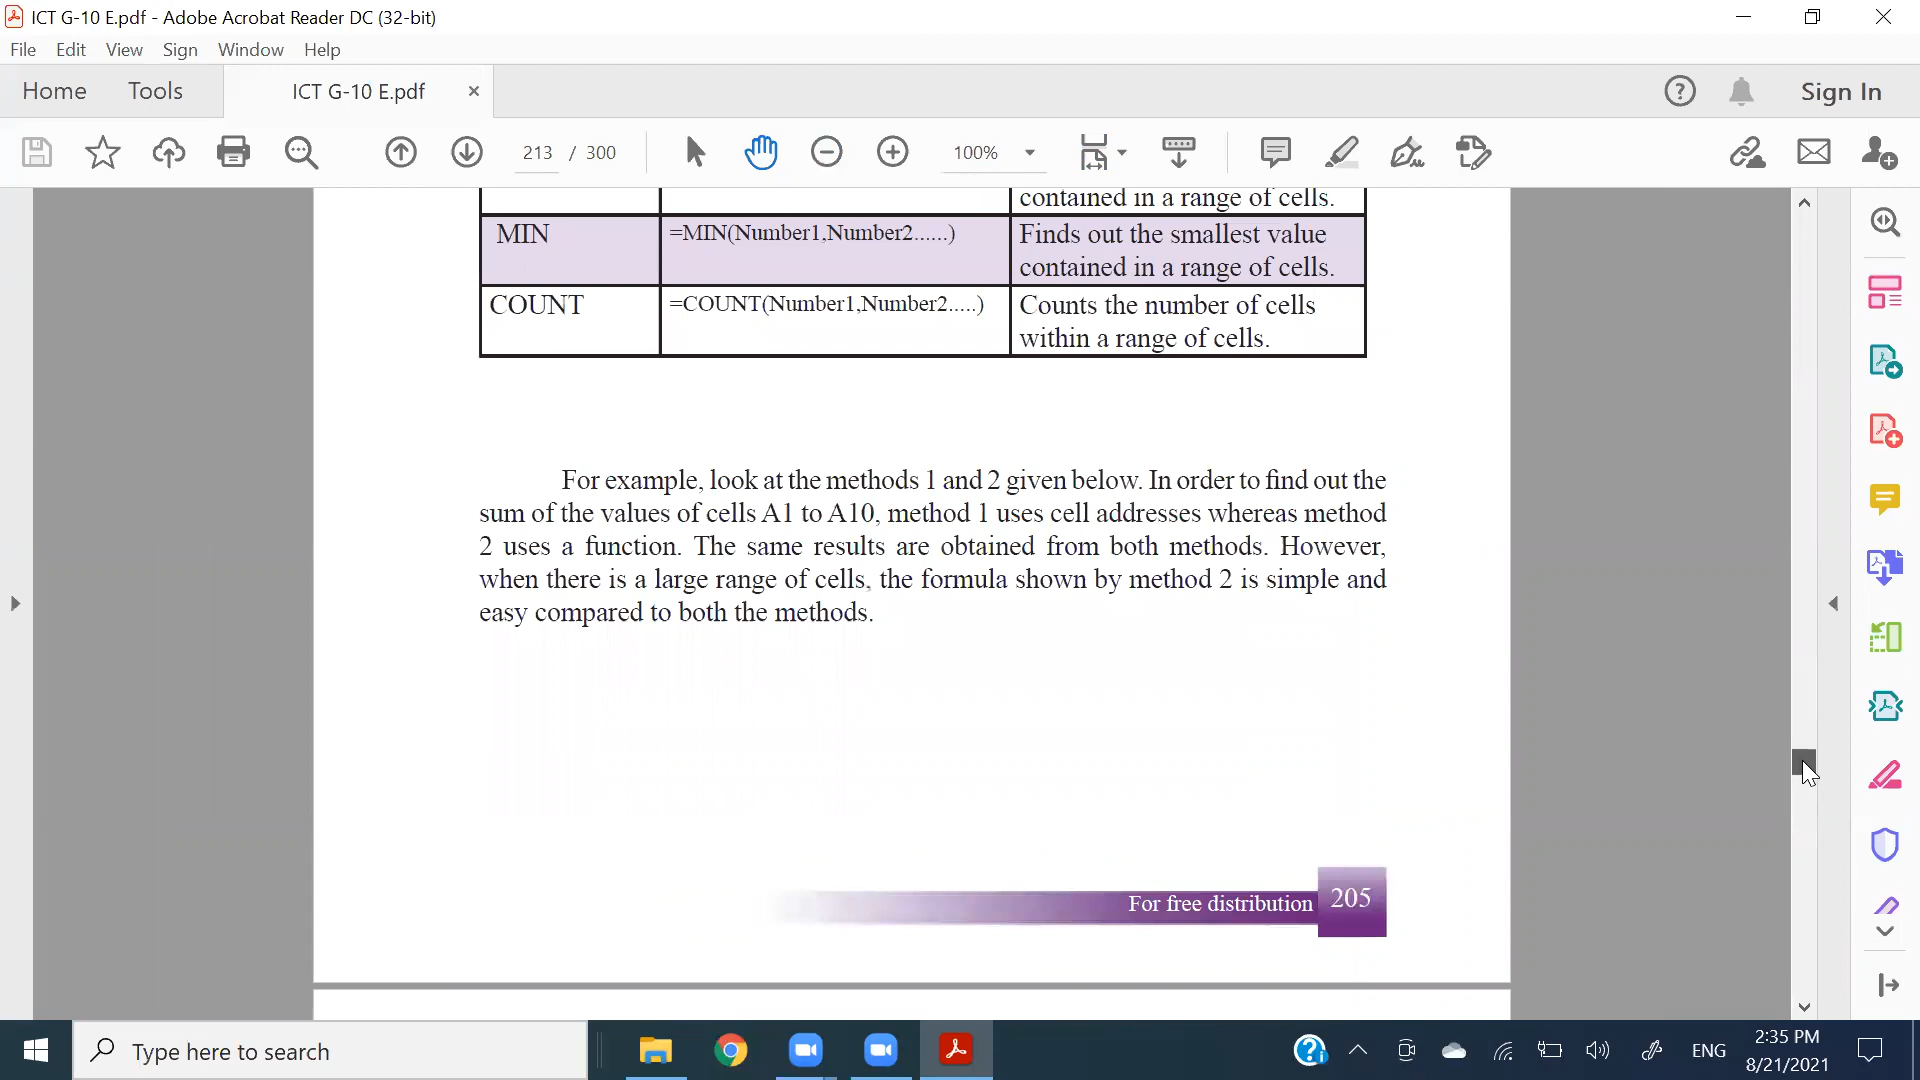 ICT G-10 E.pdf - Adobe Acrobat Reader DC (32-bit)
File Edit View Sign Window Help
Home Tools ICT G-10 E.pdf × Sign In
213 / 300 100%
contained in a range of cells.
MIN =MIN(Number1,Number2......) Finds out the smallest value
contained in a range of cells.
COUNT =COUNT(Number1,Number2.....) Counts the number of cells
within a range of cells.
For example, look at the methods 1 and 2 given below. In order to find out the
sum of the values of cells A1 to A10, method 1 uses cell addresses whereas method
2 uses a function. The same results are obtained from both methods. However,
when there is a large range of cells, the formula shown by method 2 is simple and
easy compared to both the methods.
For free distribution 205
Type here to search
ENG
2:35 PM
8/21/2021